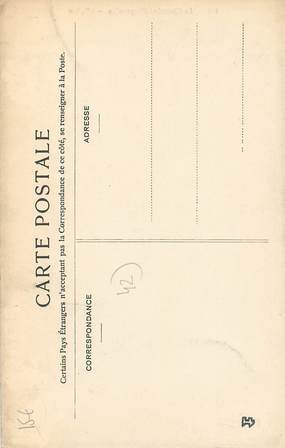 CARTE POSTALE
Certains Pays Étrangers n'acceptant pas la Correspondance de ce côté, se renseigner à la Poste.
CORRESPONDANCE
ADRESSE
42
15€